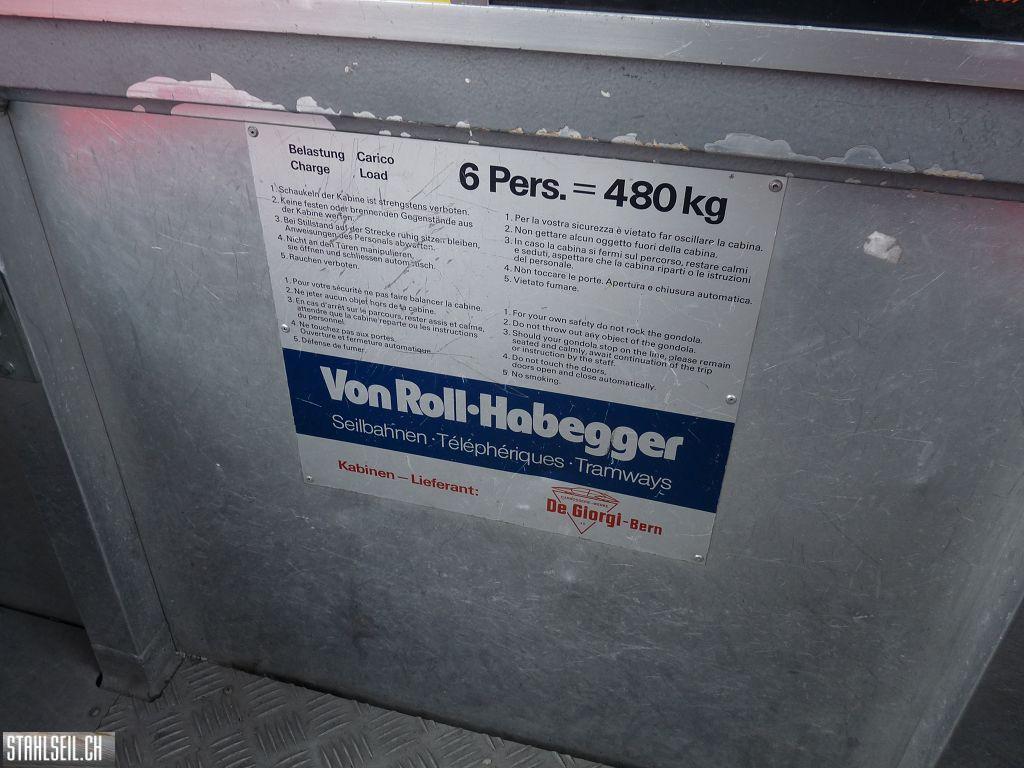 Belastung Carico
Charge Load
6 Pers. = 480 kg
1. Schaukeln der Kabine ist strengstens verboten.
2. Keine festen oder brennenden Gegenstände aus
der Kabine werfen.
3. Bei Stillstand auf der Strecke ruhig sitzen bleiben,
Anweisungen des Personals abwarten.
4. Nicht an den Türen manipulieren,
sie öffnen und schliessen automatisch.
5. Rauchen verboten.
1. Per la vostra sicurezza è vietato far oscillare la cabina.
2. Non gettare alcun oggetto fuori della cabina.
3. In caso la cabina si fermi sul percorso, restare calmi
e seduti, aspettare che la cabina riparti o le istruzioni
del personale.
4. Non toccare le porte. Apertura e chiusura automatica.
5. Vietato fumare.
1. Pour votre sécurité ne pas faire balancer la cabine.
2. Ne jeter aucun objet hors de la cabine.
3. En cas d'arrêt sur le parcours, rester assis et calme,
attendre que la cabine reparte ou les instructions
du personnel.
4. Ne touchez pas aux portes.
Ouverture et fermeture automatique.
5. Défense de fumer.
1. For your own safety do not rock the gondola.
2. Do not throw out any object of the gondola.
3. Should your gondola stop on the line, please remain
seated and calmly, await continuation of the trip
or instruction by the staff.
4. Do not touch the doors,
doors open and close automatically.
5. No smoking.
Von Roll·Habegger
Seilbahnen · Téléphériques · Tramways
Kabinen – Lieferant:
De Giorgi-Bern
STAHLSEIL.CH